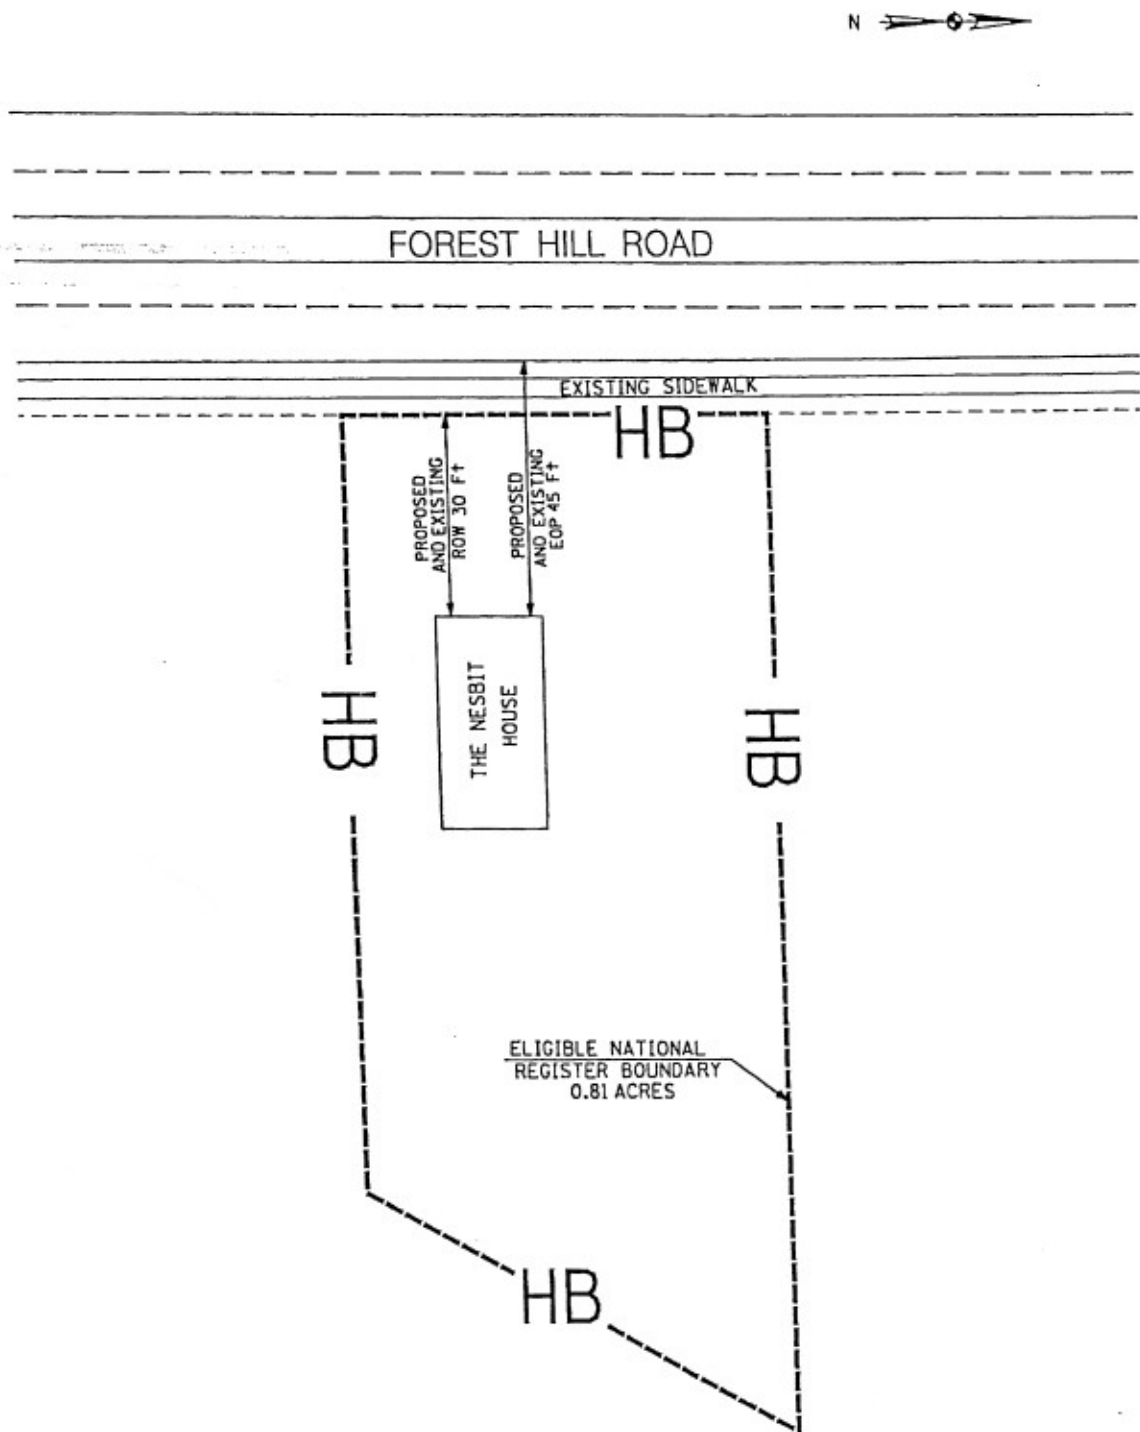 N
FOREST HILL ROAD
EXISTING SIDEWALK
HB
PROPOSED
AND EXISTING
ROW 30 Ft
PROPOSED
AND EXISTING
EOP 45 Ft
THE NESBIT
HOUSE
HB
HB
ELIGIBLE NATIONAL
REGISTER BOUNDARY
0.81 ACRES
HB